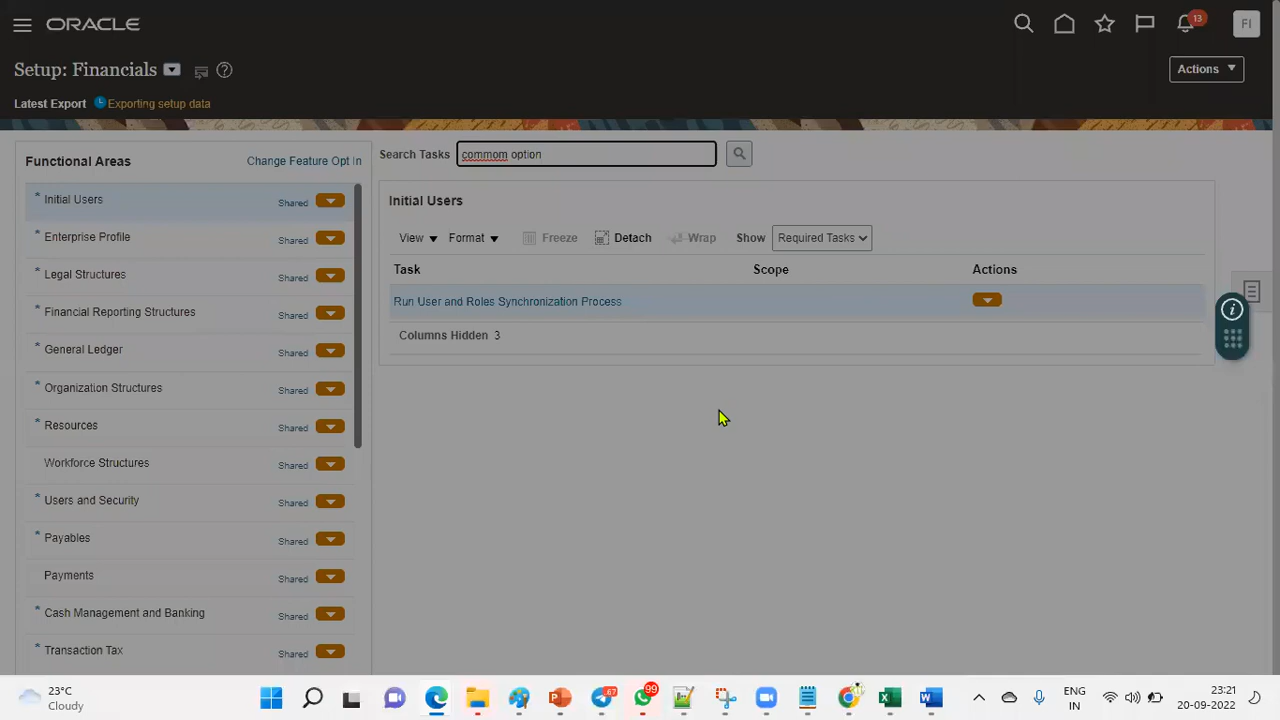 ORACLE
13
FI
Setup: Financials
Actions
Latest Export Exporting setup data
Functional Areas
Change Feature Opt In
Search Tasks commom option
* Initial Users Shared
* Enterprise Profile Shared
* Legal Structures Shared
* Financial Reporting Structures Shared
* General Ledger Shared
* Organization Structures Shared
* Resources Shared
Workforce Structures Shared
* Users and Security Shared
* Payables Shared
Payments Shared
* Cash Management and Banking Shared
* Transaction Tax Shared
Initial Users
View Format Freeze Detach Wrap Show Required Tasks
Task Scope Actions
Run User and Roles Synchronization Process
Columns Hidden 3
23°C
Cloudy
67
99
ENG
IN
23:21
20-09-2022